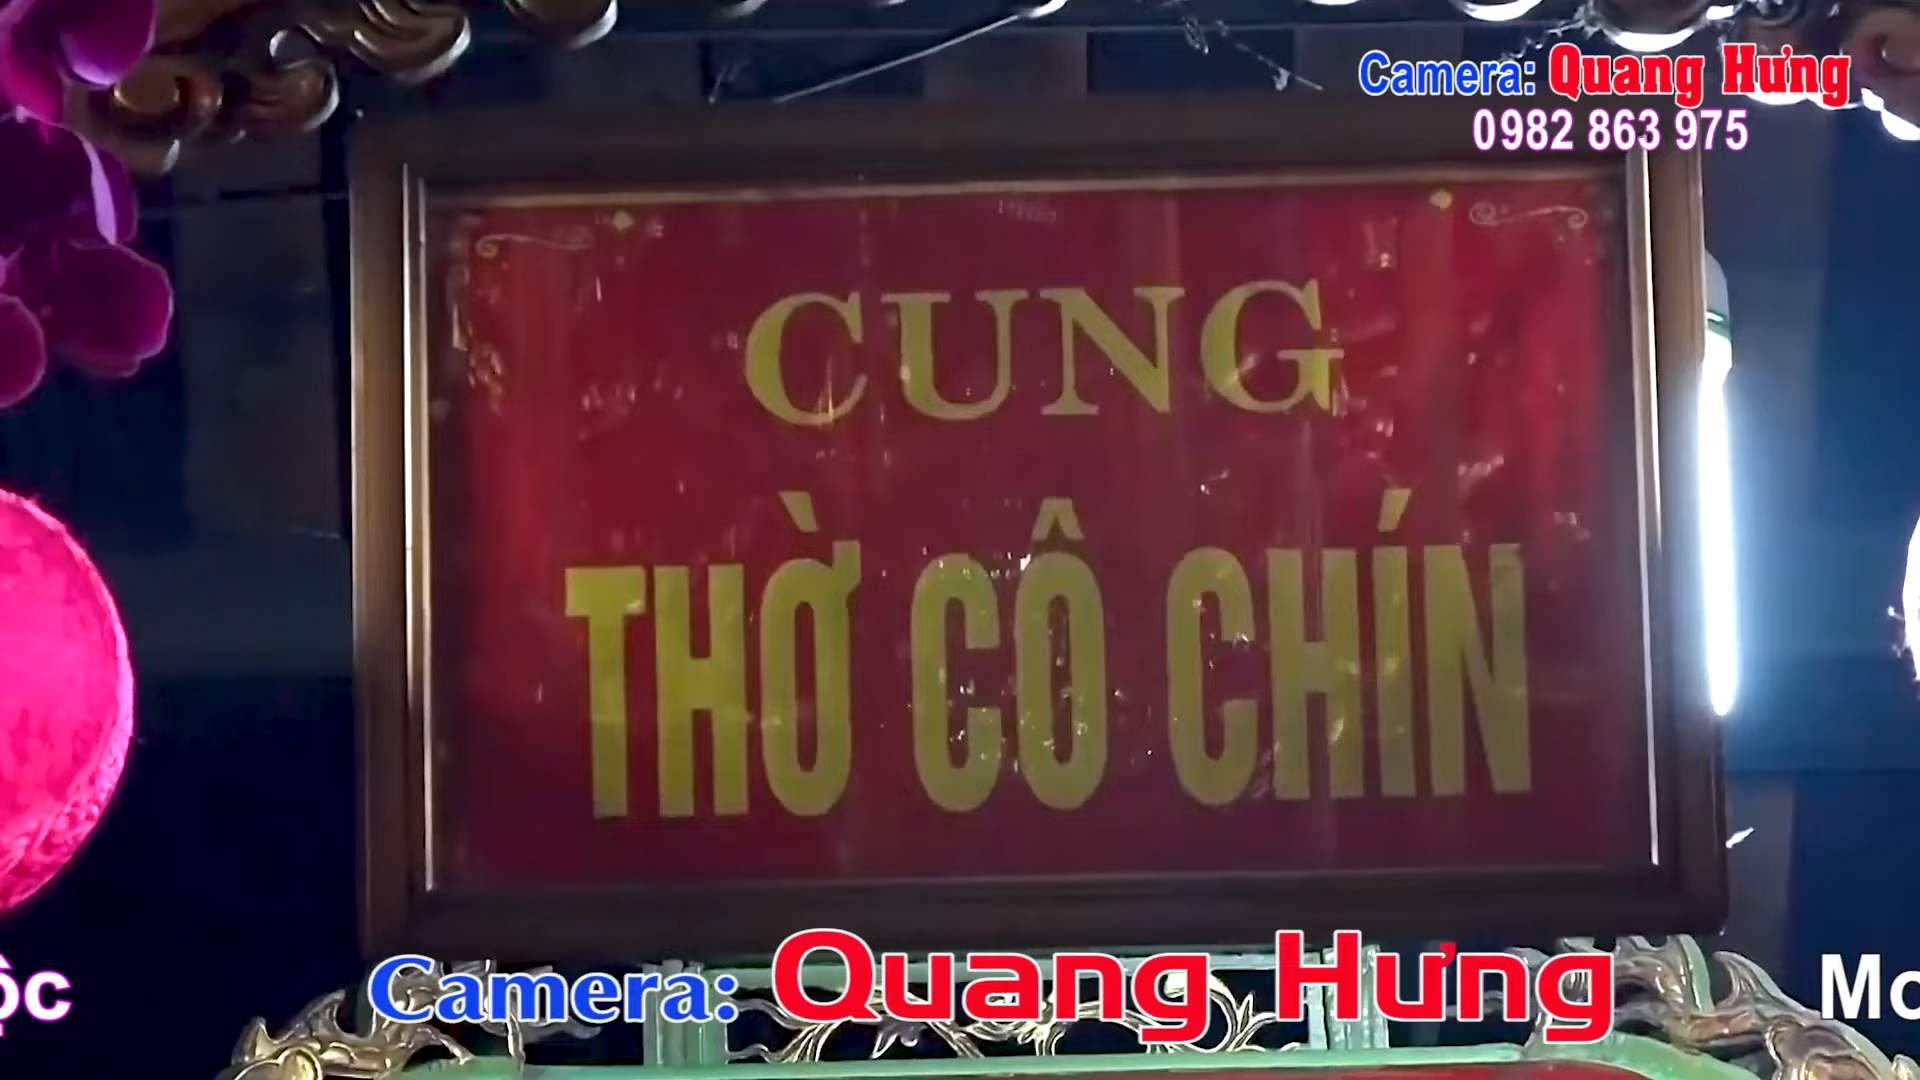 Camera: Quang Hưng
0982 863 975
CUNG
THỜ CÔ CHÍN
Camera: Quang Hưng